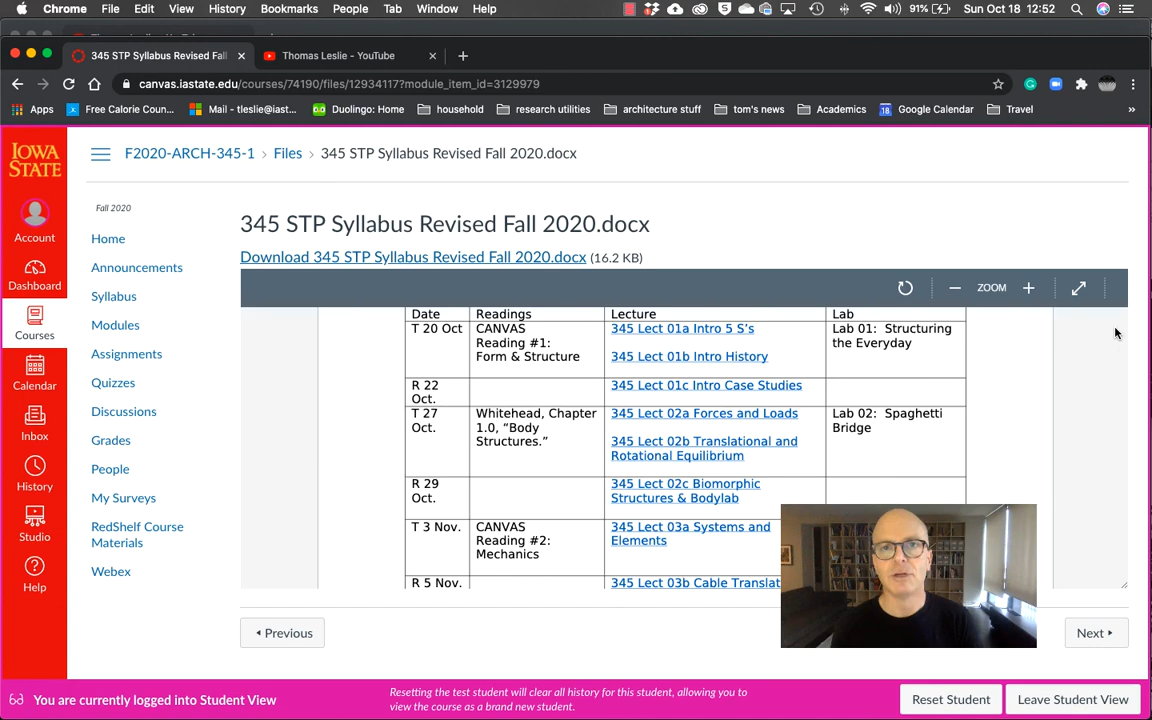 Chrome File Edit View History Bookmarks People Tab Window Help 91% Sun Oct 18 12:52
345 STP Syllabus Revised Fall Thomas Leslie - YouTube
canvas.iastate.edu/courses/74190/files/12934117?module_item_id=3129979
Apps Free Calorie Coun... Mail - tleslie@iast... Duolingo: Home household research utilities architecture stuff tom's news Academics 18 Google Calendar Travel »
IOWA STATE
Account
Dashboard
Courses
Calendar
Inbox
History
Studio
Help
F2020-ARCH-345-1 › Files › 345 STP Syllabus Revised Fall 2020.docx
Fall 2020
Home
Announcements
Syllabus
Modules
Assignments
Quizzes
Discussions
Grades
People
My Surveys
RedShelf Course
Materials
Webex
345 STP Syllabus Revised Fall 2020.docx
Download 345 STP Syllabus Revised Fall 2020.docx (16.2 KB)
ZOOM
Date Readings Lecture Lab
T 20 Oct CANVAS 345 Lect 01a Intro 5 S's Lab 01: Structuring
Reading #1: the Everyday
Form & Structure 345 Lect 01b Intro History
R 22 345 Lect 01c Intro Case Studies
Oct.
T 27 Whitehead, Chapter 345 Lect 02a Forces and Loads Lab 02: Spaghetti
Oct. 1.0, “Body Bridge
Structures.” 345 Lect 02b Translational and
Rotational Equilibrium
R 29 345 Lect 02c Biomorphic
Oct. Structures & Bodylab
T 3 Nov. CANVAS 345 Lect 03a Systems and
Reading #2: Elements
Mechanics
R 5 Nov. 345 Lect 03b Cable Translat
Previous Next
You are currently logged into Student View
Resetting the test student will clear all history for this student, allowing you to
view the course as a brand new student.
Reset Student Leave Student View